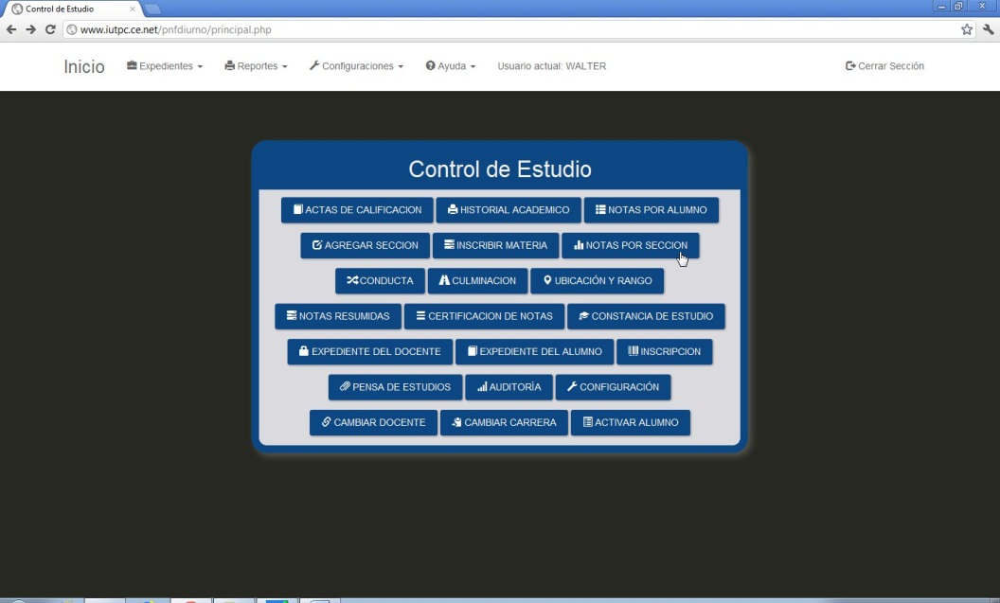 Control de Estudio
www.iutpc.ce.net/pnfdiurno/principal.php
Inicio Expedientes Reportes Configuraciones Ayuda Usuario actual: WALTER Cerrar Sección
Control de Estudio
ACTAS DE CALIFICACION HISTORIAL ACADEMICO NOTAS POR ALUMNO
AGREGAR SECCION INSCRIBIR MATERIA NOTAS POR SECCION
CONDUCTA CULMINACION UBICACIÓN Y RANGO
NOTAS RESUMIDAS CERTIFICACION DE NOTAS CONSTANCIA DE ESTUDIO
EXPEDIENTE DEL DOCENTE EXPEDIENTE DEL ALUMNO INSCRIPCION
PENSA DE ESTUDIOS AUDITORÍA CONFIGURACIÓN
CAMBIAR DOCENTE CAMBIAR CARRERA ACTIVAR ALUMNO